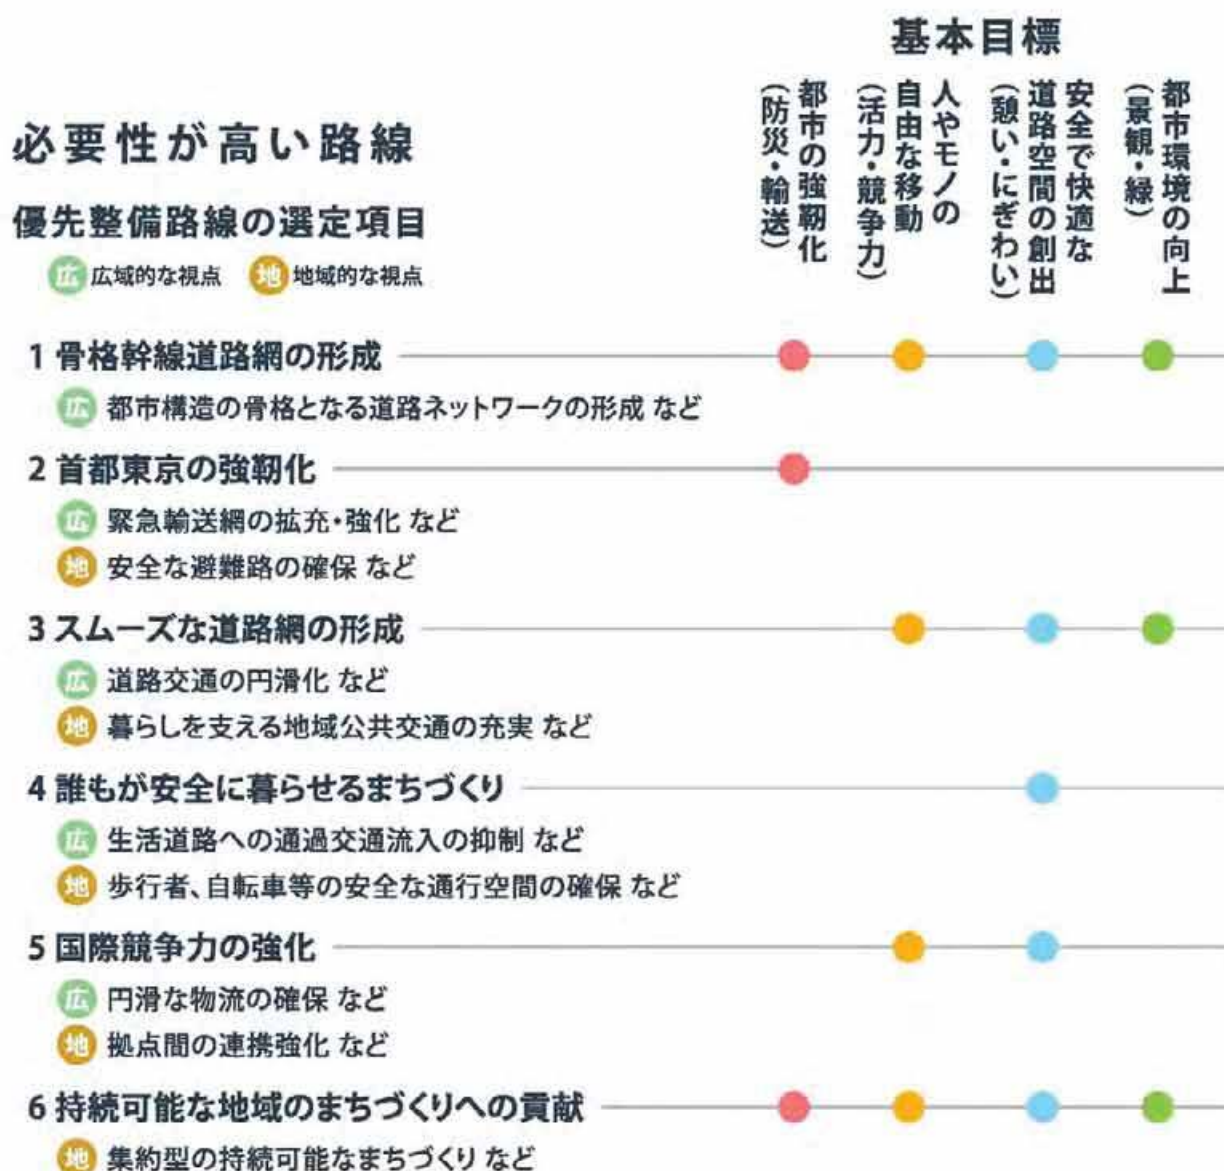 基本目標
都市の強靭化
(防災・輸送)
人やモノの
自由な移動
(活力・競争力)
安全で快適な
道路空間の創出
(憩い・にぎわい)
都市環境の向上
(景観・緑)
必要性が高い路線
優先整備路線の選定項目
広 広域的な視点 地 地域的な視点
1 骨格幹線道路網の形成
広 都市構造の骨格となる道路ネットワークの形成 など
2 首都東京の強靭化
広 緊急輸送網の拡充・強化 など
地 安全な避難路の確保 など
3 スムーズな道路網の形成
広 道路交通の円滑化 など
地 暮らしを支える地域公共交通の充実 など
4 誰もが安全に暮らせるまちづくり
広 生活道路への通過交通流入の抑制 など
地 歩行者、自転車等の安全な通行空間の確保 など
5 国際競争力の強化
広 円滑な物流の確保 など
地 拠点間の連携強化 など
6 持続可能な地域のまちづくりへの貢献
地 集約型の持続可能なまちづくり など